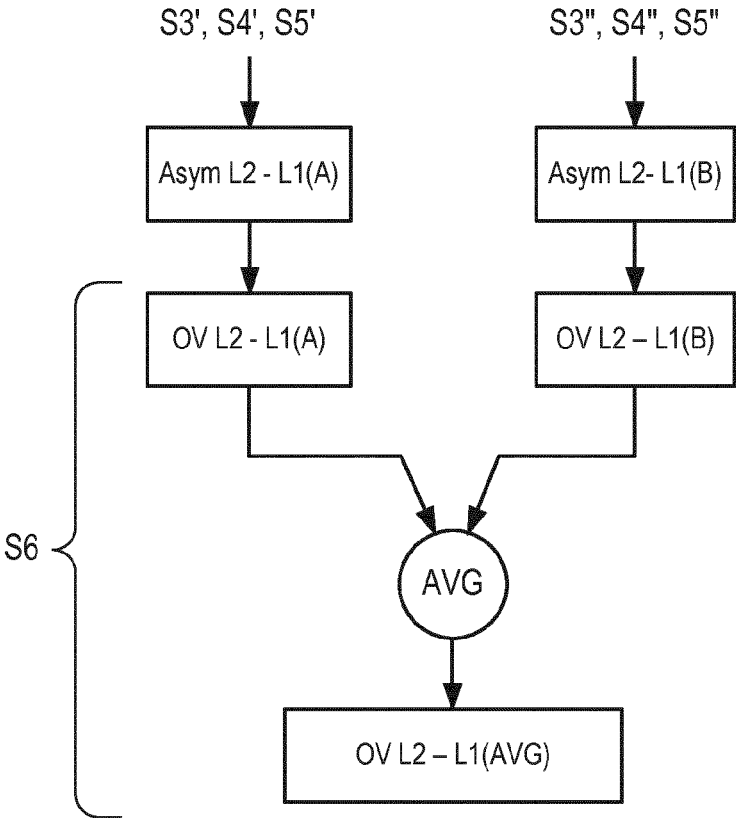 S3', S4', S5'
S3", S4", S5"
Asym L2 - L1(A)
Asym L2- L1(B)
OV L2 - L1(A)
OV L2 – L1(B)
S6
AVG
OV L2 – L1(AVG)